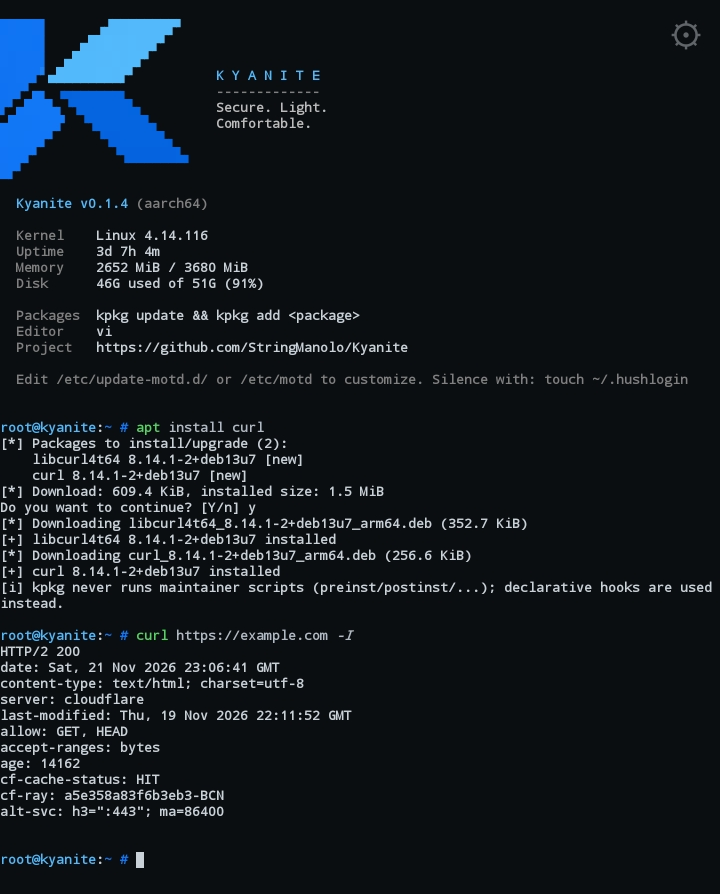 K Y A N I T E
-------------
Secure. Light.
Comfortable.
Kyanite v0.1.4 (aarch64)
Kernel Linux 4.14.116
Uptime 3d 7h 4m
Memory 2652 MiB / 3680 MiB
Disk 46G used of 51G (91%)
Packages kpkg update && kpkg add <package>
Editor vi
Project https://github.com/StringManolo/Kyanite
Edit /etc/update-motd.d/ or /etc/motd to customize. Silence with: touch ~/.hushlogin
root@kyanite:~ # apt install curl
[*] Packages to install/upgrade (2):
libcurl4t64 8.14.1-2+deb13u7 [new]
curl 8.14.1-2+deb13u7 [new]
[*] Download: 609.4 KiB, installed size: 1.5 MiB
Do you want to continue? [Y/n] y
[*] Downloading libcurl4t64_8.14.1-2+deb13u7_arm64.deb (352.7 KiB)
[+] libcurl4t64 8.14.1-2+deb13u7 installed
[*] Downloading curl_8.14.1-2+deb13u7_arm64.deb (256.6 KiB)
[+] curl 8.14.1-2+deb13u7 installed
[i] kpkg never runs maintainer scripts (preinst/postinst/...); declarative hooks are used
instead.
root@kyanite:~ # curl https://example.com -I
HTTP/2 200
date: Sat, 21 Nov 2026 23:06:41 GMT
content-type: text/html; charset=utf-8
server: cloudflare
last-modified: Thu, 19 Nov 2026 22:11:52 GMT
allow: GET, HEAD
accept-ranges: bytes
age: 14162
cf-cache-status: HIT
cf-ray: a5e358a83f6b3eb3-BCN
alt-svc: h3=":443"; ma=86400
root@kyanite:~ #